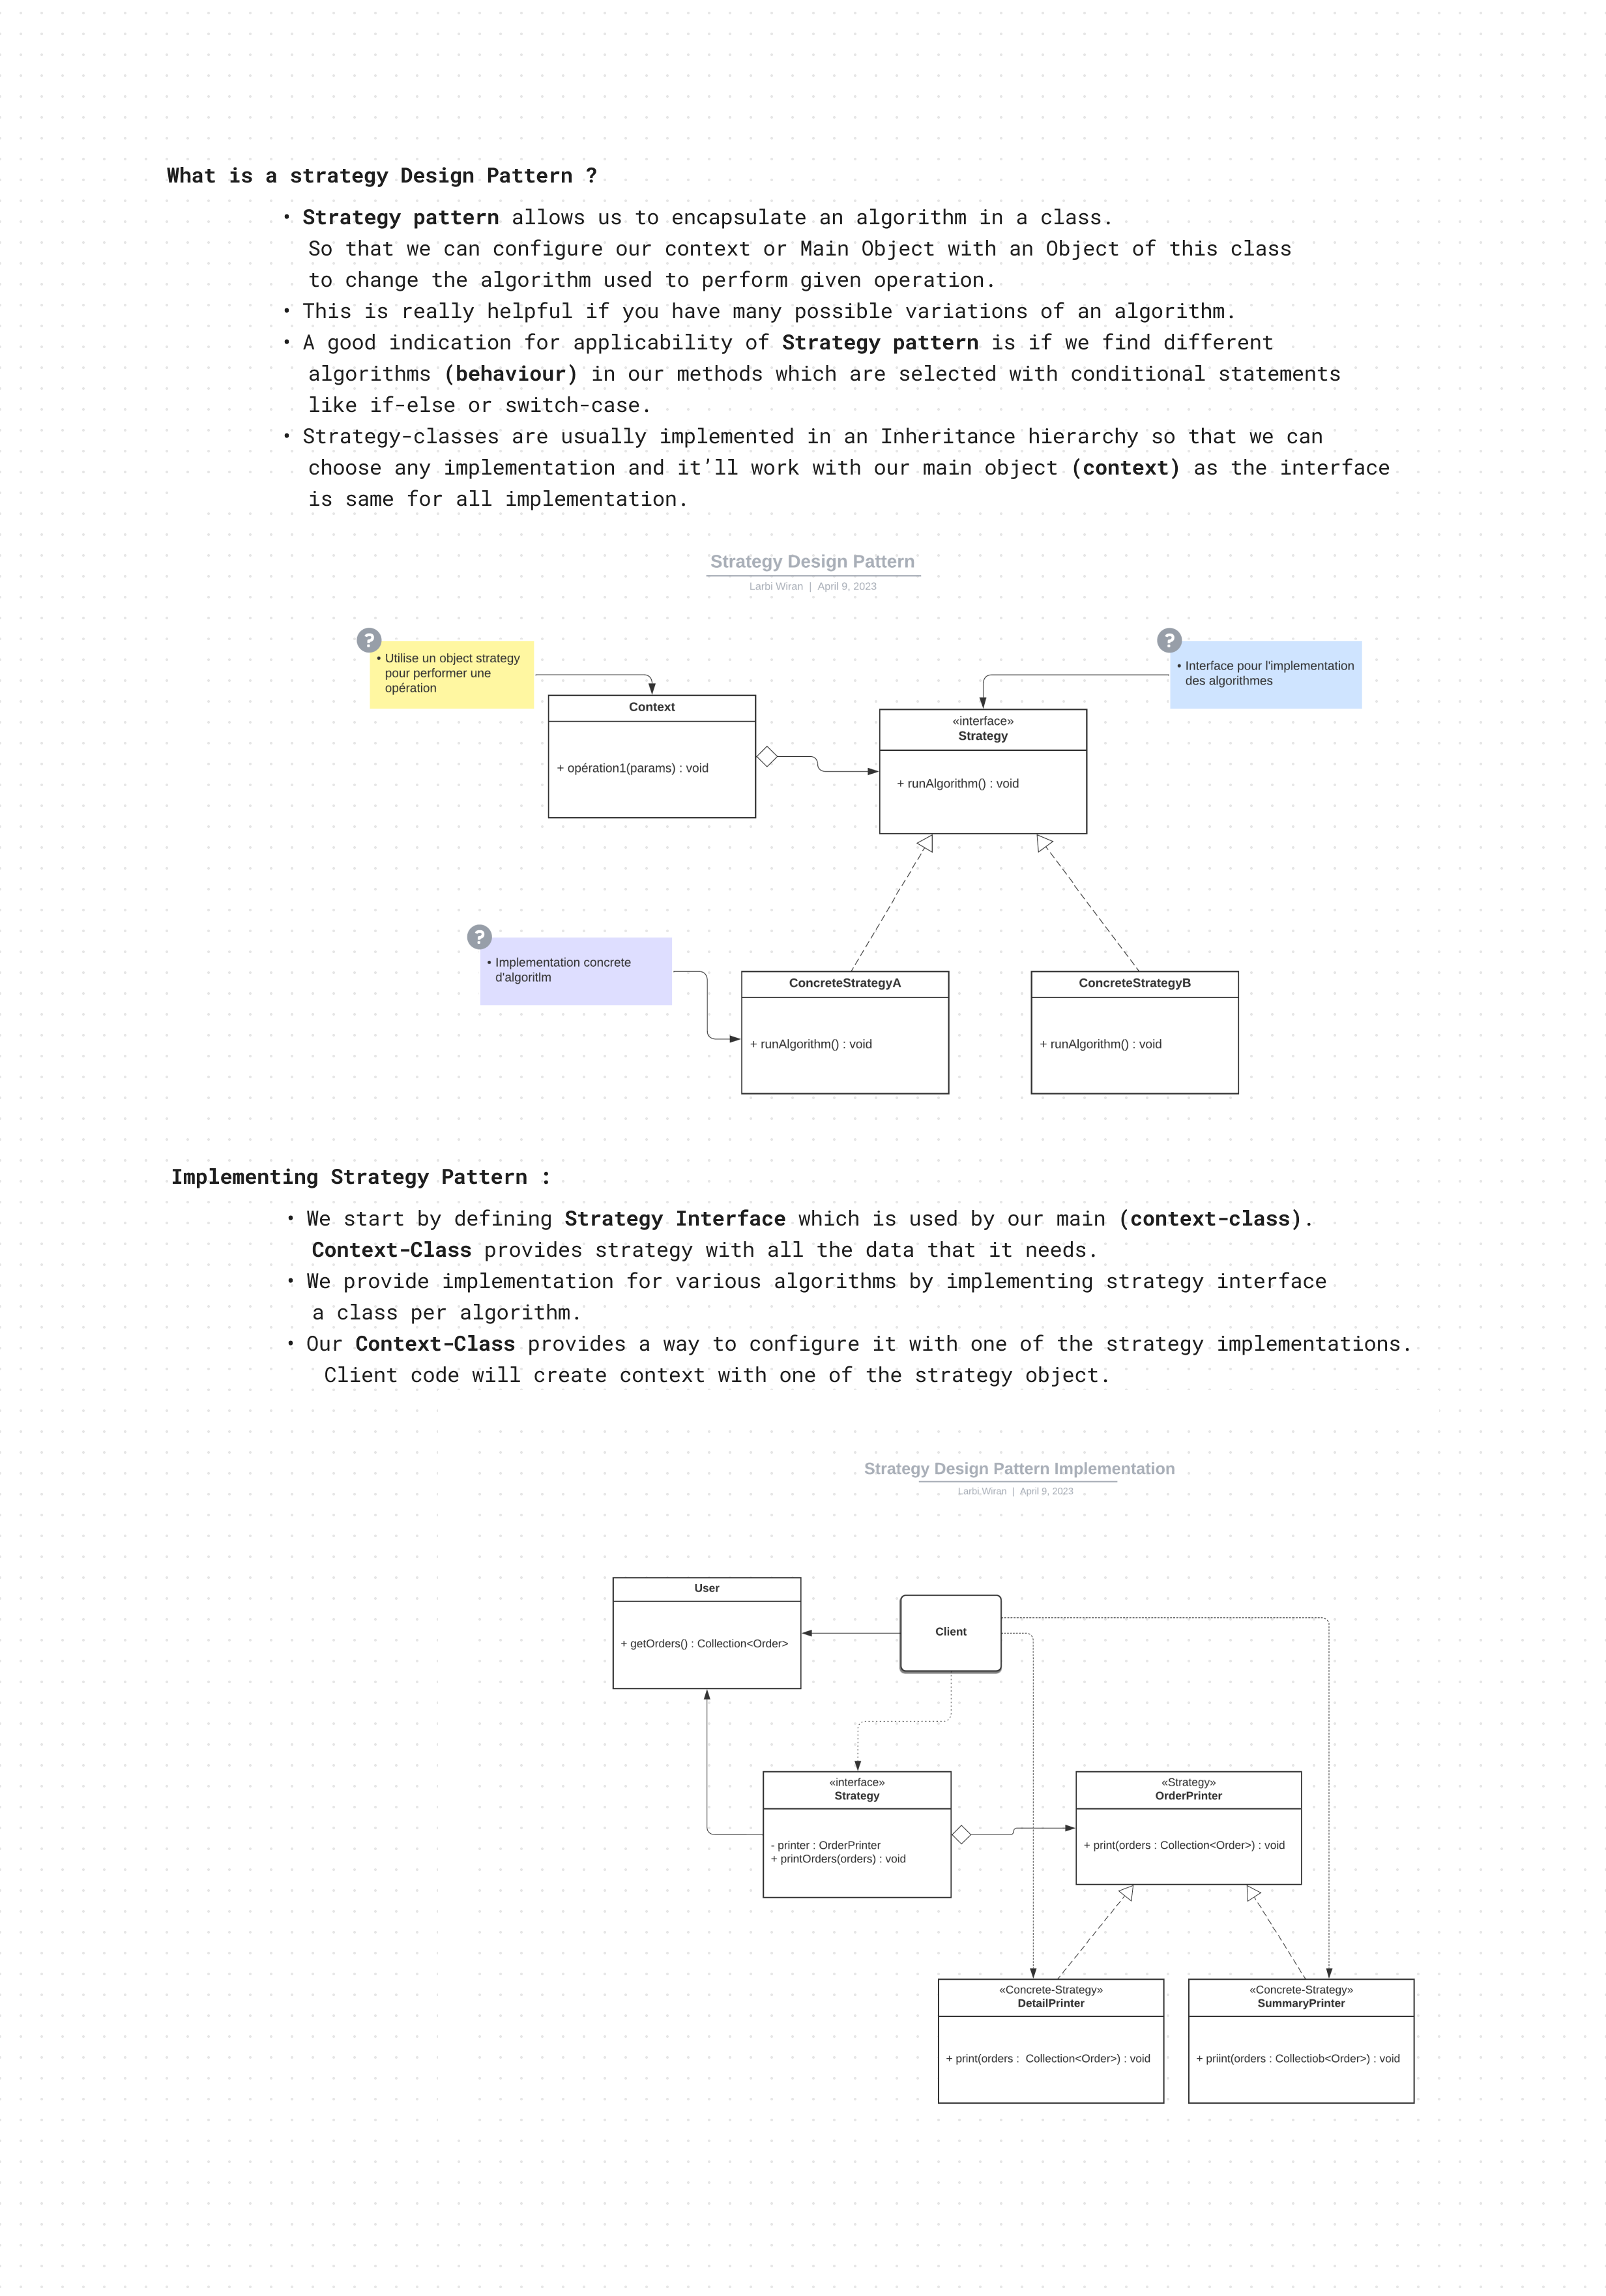 What is a strategy Design Pattern ?
• Strategy pattern allows us to encapsulate an algorithm in a class.
So that we can configure our context or Main Object with an Object of this class
to change the algorithm used to perform given operation.
• This is really helpful if you have many possible variations of an algorithm.
• A good indication for applicability of Strategy pattern is if we find different
algorithms (behaviour) in our methods which are selected with conditional statements
like if-else or switch-case.
• Strategy-classes are usually implemented in an Inheritance hierarchy so that we can
choose any implementation and it’ll work with our main object (context) as the interface
is same for all implementation.
Strategy Design Pattern
Larbi Wiran | April 9, 2023
?
• Utilise un object strategy
pour performer une
opération
?
• Interface pour l'implementation
des algorithmes
Context
+ opération1(params) : void
«interface»
Strategy
+ runAlgorithm() : void
?
• Implementation concrete
d'algoritlm
ConcreteStrategyA
+ runAlgorithm() : void
ConcreteStrategyB
+ runAlgorithm() : void
Implementing Strategy Pattern :
• We start by defining Strategy Interface which is used by our main (context-class).
Context-Class provides strategy with all the data that it needs.
• We provide implementation for various algorithms by implementing strategy interface
a class per algorithm.
• Our Context-Class provides a way to configure it with one of the strategy implementations.
Client code will create context with one of the strategy object.
Strategy Design Pattern Implementation
Larbi.Wiran | April 9, 2023
User
+ getOrders() : Collection<Order>
Client
«interface»
Strategy
- printer : OrderPrinter
+ printOrders(orders) : void
«Strategy»
OrderPrinter
+ print(orders : Collection<Order>) : void
«Concrete-Strategy»
DetailPrinter
+ print(orders :  Collection<Order>) : void
«Concrete-Strategy»
SummaryPrinter
+ priint(orders : Collectiob<Order>) : void